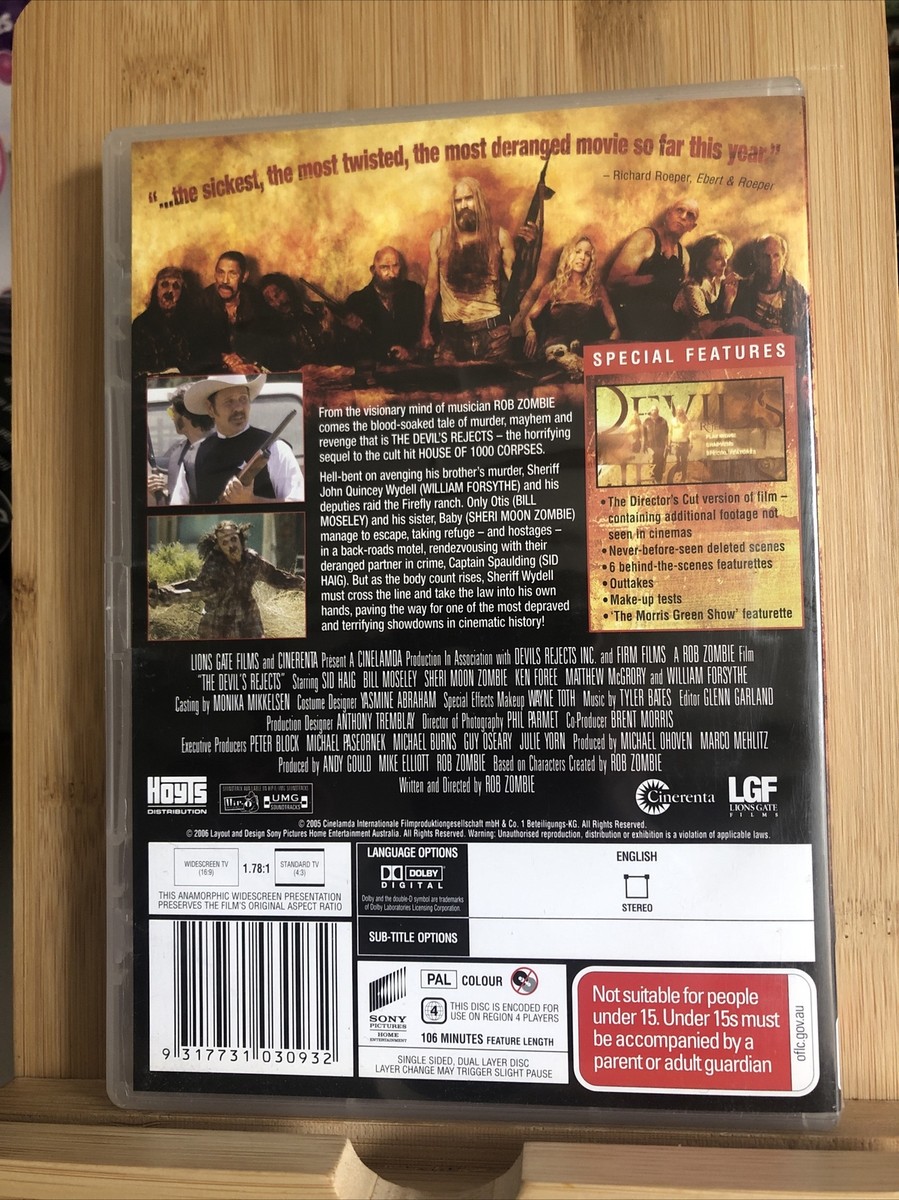 “...the sickest, the most twisted, the most deranged movie so far this year.”
– Richard Roeper, Ebert & Roeper
SPECIAL FEATURES
From the visionary mind of musician ROB ZOMBIE
comes the blood-soaked tale of murder, mayhem and
revenge that is THE DEVIL'S REJECTS – the horrifying
sequel to the cult hit HOUSE OF 1000 CORPSES.
Hell-bent on avenging his brother's murder, Sheriff
John Quincey Wydell (WILLIAM FORSYTHE) and his
deputies raid the Firefly ranch. Only Otis (BILL
MOSELEY) and his sister, Baby (SHERI MOON ZOMBIE)
manage to escape, taking refuge – and hostages –
in a back-roads motel, rendezvousing with their
deranged partner in crime, Captain Spaulding (SID
HAIG). But as the body count rises, Sheriff Wydell
must cross the line and take the law into his own
hands, paving the way for one of the most depraved
and terrifying showdowns in cinematic history!
DEVIL'S
• The Director's Cut version of film –
containing additional footage not
seen in cinemas
• Never-before-seen deleted scenes
• 6 behind-the-scenes featurettes
• Outtakes
• Make-up tests
• 'The Morris Green Show' featurette
LIONS GATE FILMS and CINERENTA Present A CINELAMDA Production In Association with DEVILS REJECTS INC. and FIRM FILMS A ROB ZOMBIE Film
"THE DEVIL'S REJECTS" Starring SID HAIG BILL MOSELEY SHERI MOON ZOMBIE KEN FOREE MATTHEW McGRORY and WILLIAM FORSYTHE
Casting by MONIKA MIKKELSEN Costume Designer YASMINE ABRAHAM Special Effects Makeup WAYNE TOTH Music by TYLER BATES Editor GLENN GARLAND
Production Designer ANTHONY TREMBLAY Director of Photography PHIL PARMET Co-Producer BRENT MORRIS
Executive Producers PETER BLOCK MICHAEL PASEORNEK MICHAEL BURNS GUY OSEARY JULIE YORN Produced by MICHAEL OHOVEN MARCO MEHLITZ
Produced by ANDY GOULD MIKE ELLIOTT ROB ZOMBIE Based on Characters Created by ROB ZOMBIE
Written and Directed by ROB ZOMBIE
HOYTS
DISTRIBUTION
UMG
SOUNDTRACKS
Cinerenta
LGF
LIONS GATE
FILMS
© 2005 Cinelamda Internationale Filmproduktiongesellschaft mbH & Co. 1 Beteiligungs-KG. All Rights Reserved.
© 2006 Layout and Design Sony Pictures Home Entertainment Australia. All Rights Reserved. Warning: Unauthorised reproduction, distribution or exhibition is a violation of applicable laws.
WIDESCREEN TV
(16:9)
1.78:1
STANDARD TV
(4:3)
THIS ANAMORPHIC WIDESCREEN PRESENTATION
PRESERVES THE FILM'S ORIGINAL ASPECT RATIO
LANGUAGE OPTIONS
DOLBY
DIGITAL
Dolby and the double-D symbol are trademarks
of Dolby Laboratories Licensing Corporation.
ENGLISH
STEREO
SUB-TITLE OPTIONS
9 317731 030932
SONY
PICTURES
HOME
ENTERTAINMENT
PAL COLOUR
4
THIS DISC IS ENCODED FOR
USE ON REGION 4 PLAYERS
106 MINUTES FEATURE LENGTH
SINGLE SIDED, DUAL LAYER DISC
LAYER CHANGE MAY TRIGGER SLIGHT PAUSE
Not suitable for people
under 15. Under 15s must
be accompanied by a
parent or adult guardian
oflc.gov.au